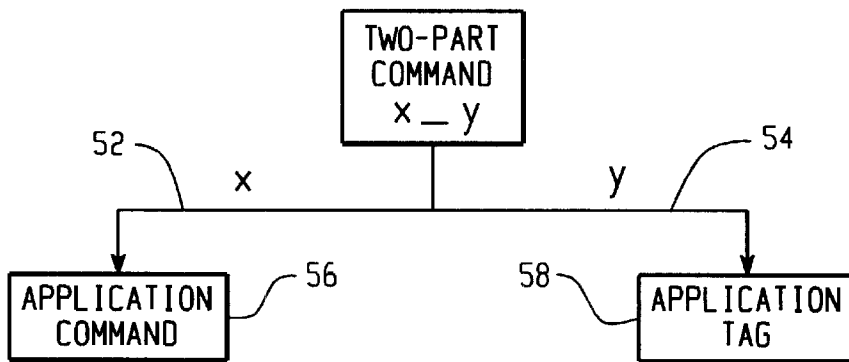 TWO-PART
COMMAND
x _ y
52
54
x
y
APPLICATION
COMMAND
56
58
APPLICATION
TAG